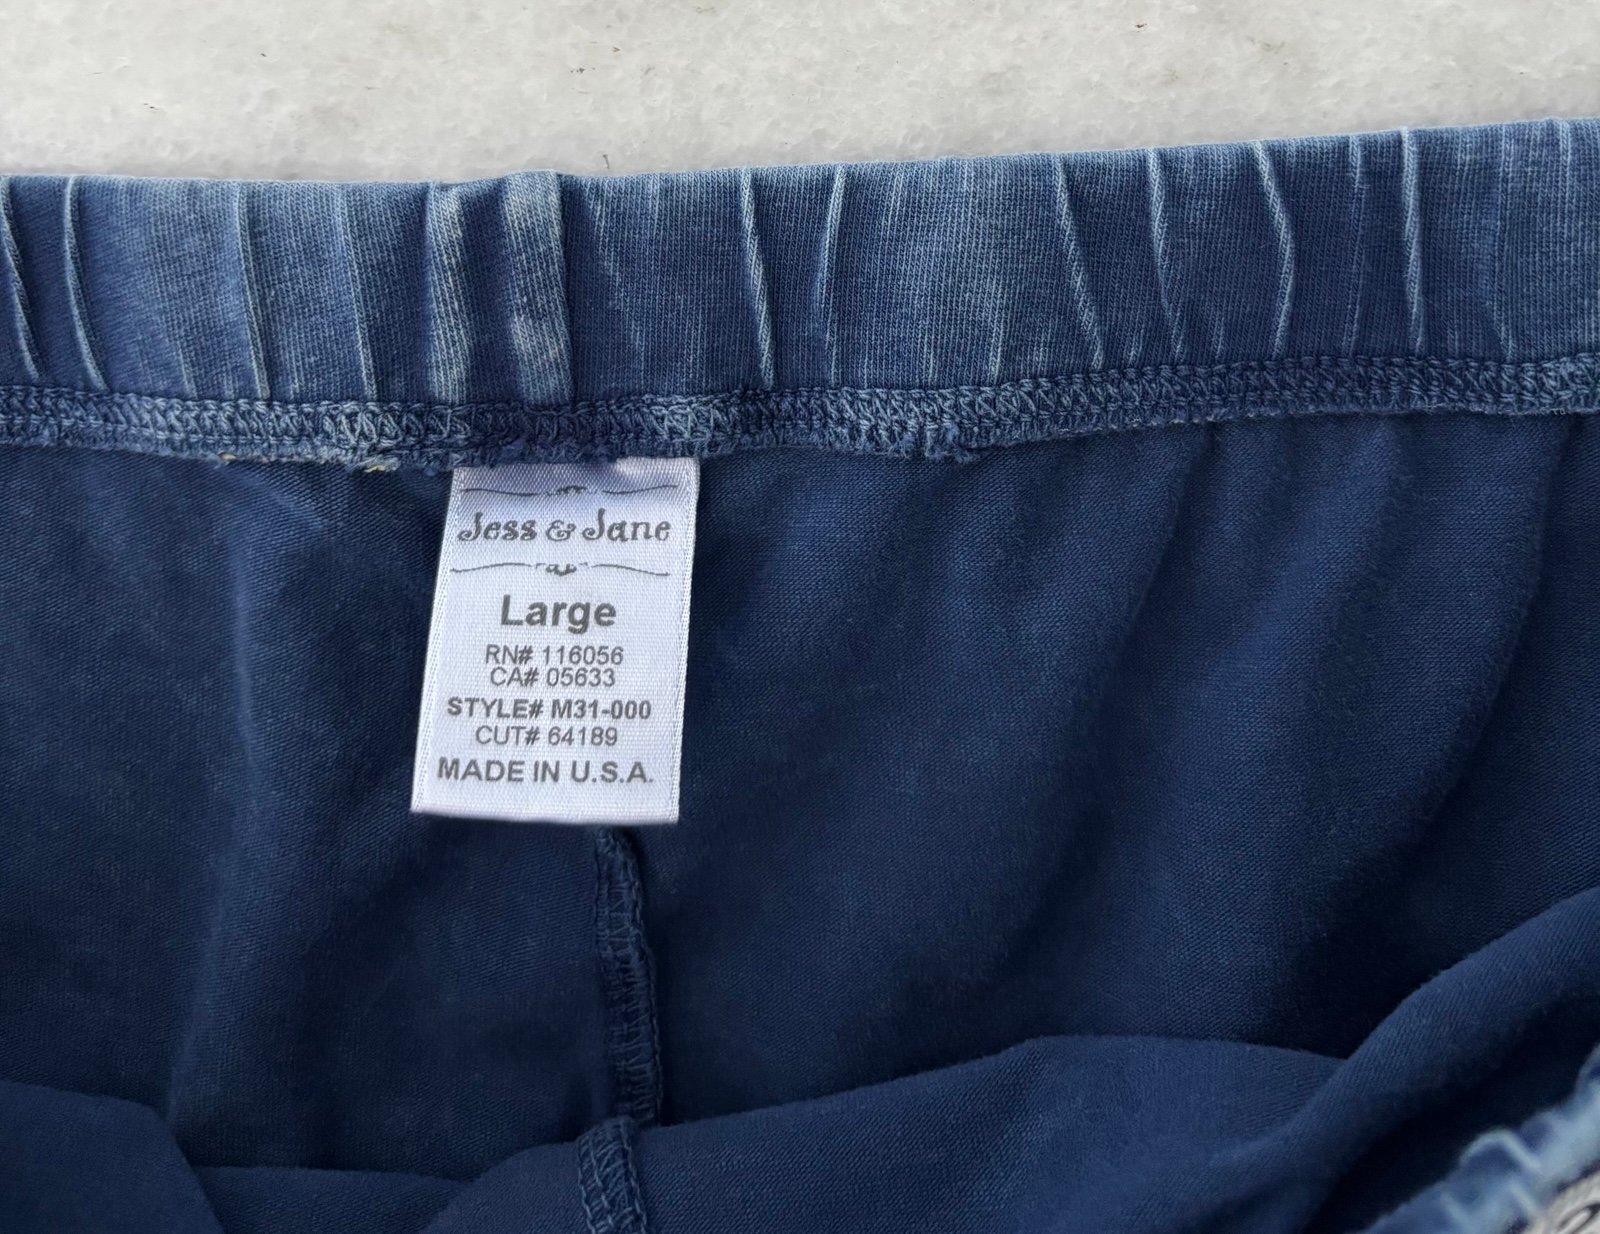 Jess & Jane
Large
RN# 116056
CA# 05633
STYLE# M31-000
CUT# 64189
MADE IN U.S.A.